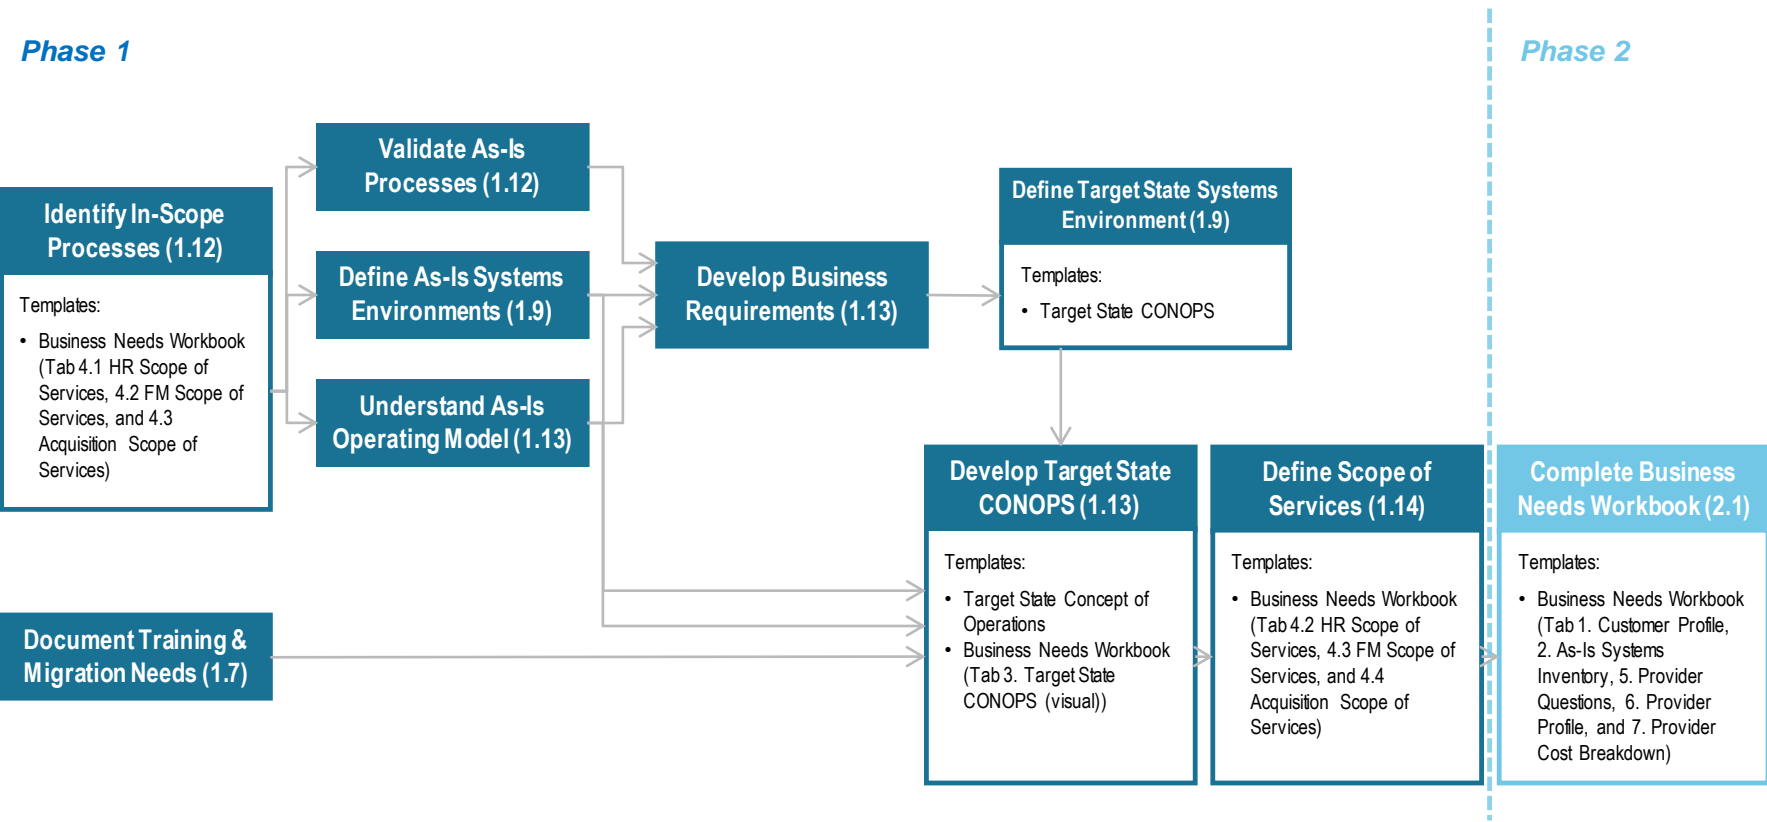 Phase 1
Phase 2
Validate As-Is
Processes (1.12)
Identify In-Scope
Processes (1.12)
Templates:
• Business Needs Workbook
(Tab 4.1 HR Scope of
Services, 4.2 FM Scope of
Services, and 4.3
Acquisition Scope of
Services)
Define As-Is Systems
Environments (1.9)
Understand As-Is
Operating Model (1.13)
Develop Business
Requirements (1.13)
Define Target State Systems
Environment (1.9)
Templates:
• Target State CONOPS
Document Training &
Migration Needs (1.7)
Develop Target State
CONOPS (1.13)
Templates:
• Target State Concept of
Operations
• Business Needs Workbook
(Tab 3. Target State
CONOPS (visual))
Define Scope of
Services (1.14)
Templates:
• Business Needs Workbook
(Tab 4.2 HR Scope of
Services, 4.3 FM Scope of
Services, and 4.4
Acquisition Scope of
Services)
Complete Business
Needs Workbook (2.1)
Templates:
• Business Needs Workbook
(Tab 1. Customer Profile,
2. As-Is Systems
Inventory, 5. Provider
Questions, 6. Provider
Profile, and 7. Provider
Cost Breakdown)